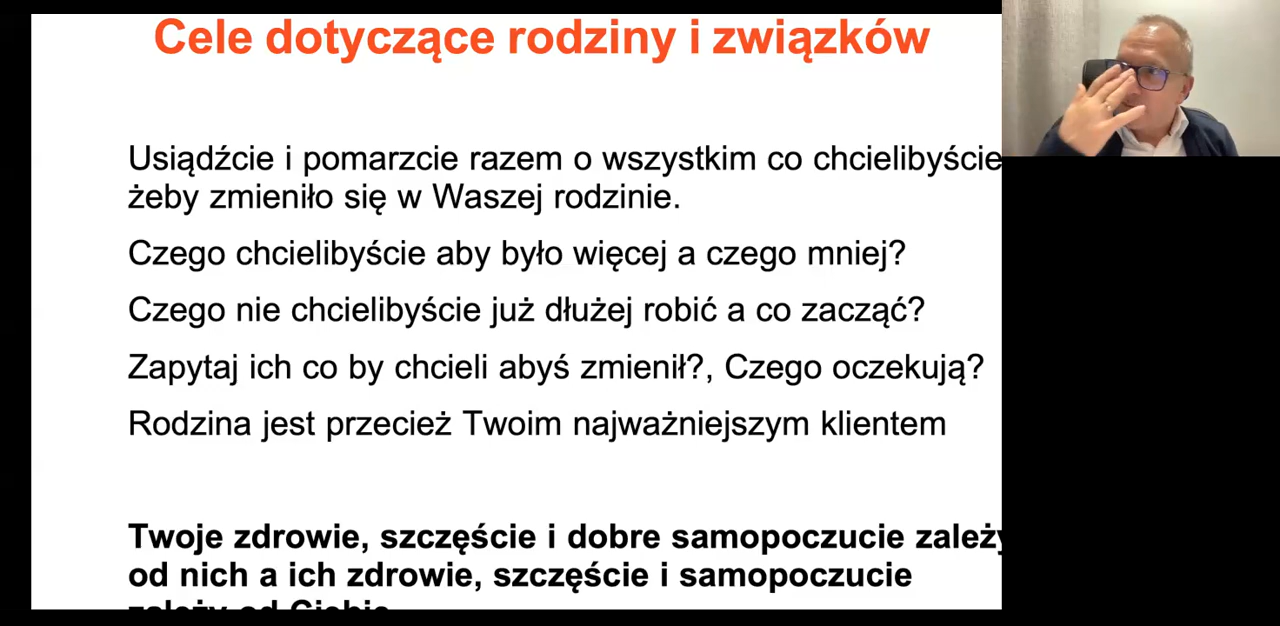 Cele dotyczące rodziny i związków
Usiądźcie i pomarzcie razem o wszystkim co chcielibyście
żeby zmieniło się w Waszej rodzinie.
Czego chcielibyście aby było więcej a czego mniej?
Czego nie chcielibyście już dłużej robić a co zacząć?
Zapytaj ich co by chcieli abyś zmienił?, Czego oczekują?
Rodzina jest przecież Twoim najważniejszym klientem
Twoje zdrowie, szczęście i dobre samopoczucie zależy
od nich a ich zdrowie, szczęście i samopoczucie
zależy od Ciebie